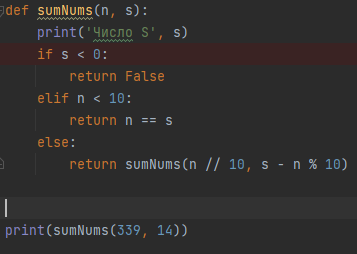 def sumNums(n, s):
    print('Число S', s)
    if s < 0:
        return False
    elif n < 10:
        return n == s
    else:
        return sumNums(n // 10, s - n % 10)
print(sumNums(339, 14))